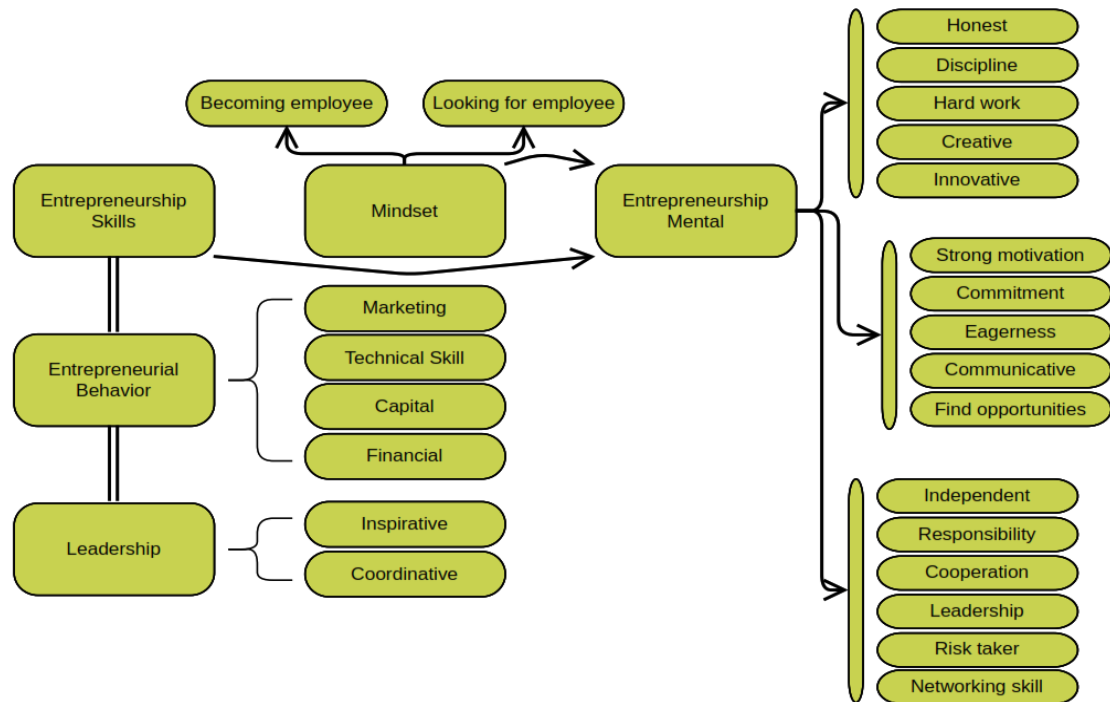 Becoming employee
Looking for employee
Entrepreneurship
Skills
Mindset
Entrepreneurship
Mental
Entrepreneurial
Behavior
Marketing
Technical Skill
Capital
Financial
Leadership
Inspirative
Coordinative
Honest
Discipline
Hard work
Creative
Innovative
Strong motivation
Commitment
Eagerness
Communicative
Find opportunities
Independent
Responsibility
Cooperation
Leadership
Risk taker
Networking skill